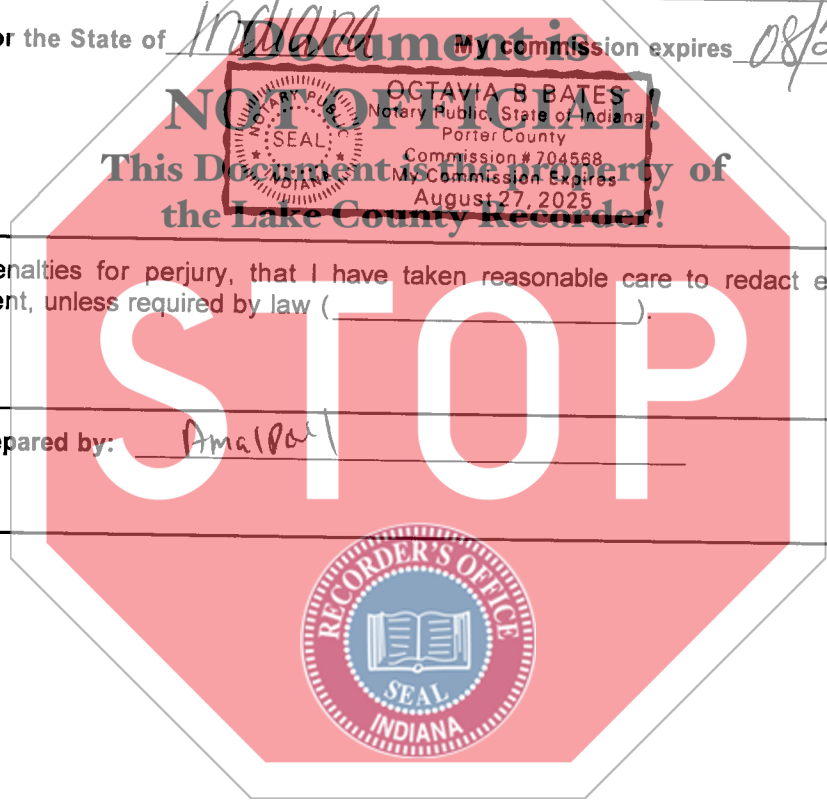 or the State of Indiana My commission expires 08/2
Document is
NOT OFFICIAL!
This Document is the property of
the Lake County Recorder!
OCTAVIA B BATES
Notary Public, State of Indiana
Porter County
Commission # 704568
My Commission Expires
August 27, 2025
NOTARY PUBLIC
SEAL
INDIANA
enalties for perjury, that I have taken reasonable care to redact e
ent, unless required by law (____________________).
STOP
epared by:
RECORDER'S OFFICE
SEAL
INDIANA